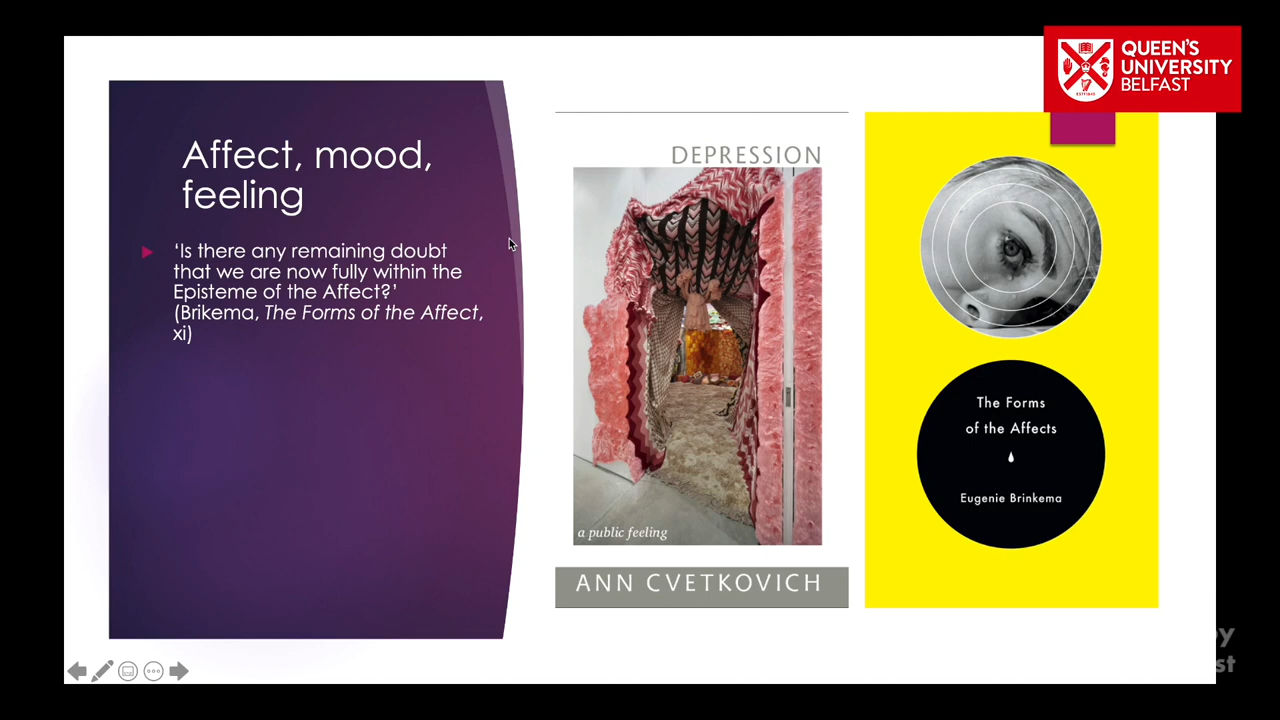 QUEEN'S
UNIVERSITY
BELFAST
ESTD 1845
Affect, mood,
feeling
‘Is there any remaining doubt
that we are now fully within the
Episteme of the Affect?’
(Brikema, The Forms of the Affect,
xi)
DEPRESSION
a public feeling
ANN CVETKOVICH
The Forms
of the Affects
Eugenie Brinkema